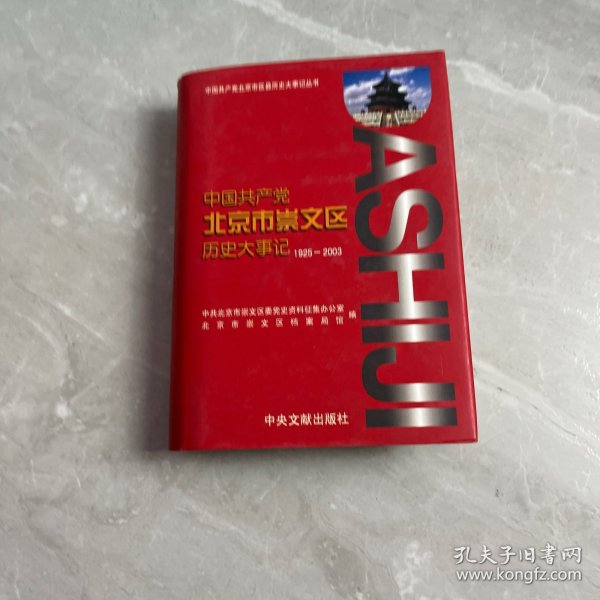 中国共产党北京市区县历史大事记丛书
DASHIJI
中国共产党
北京市崇文区
历史大事记 1925-2003
中共北京市崇文区委党史资料征集办公室
北京市崇文区档案局馆
编
中央文献出版社
孔夫子旧书网
www.kongfz.com